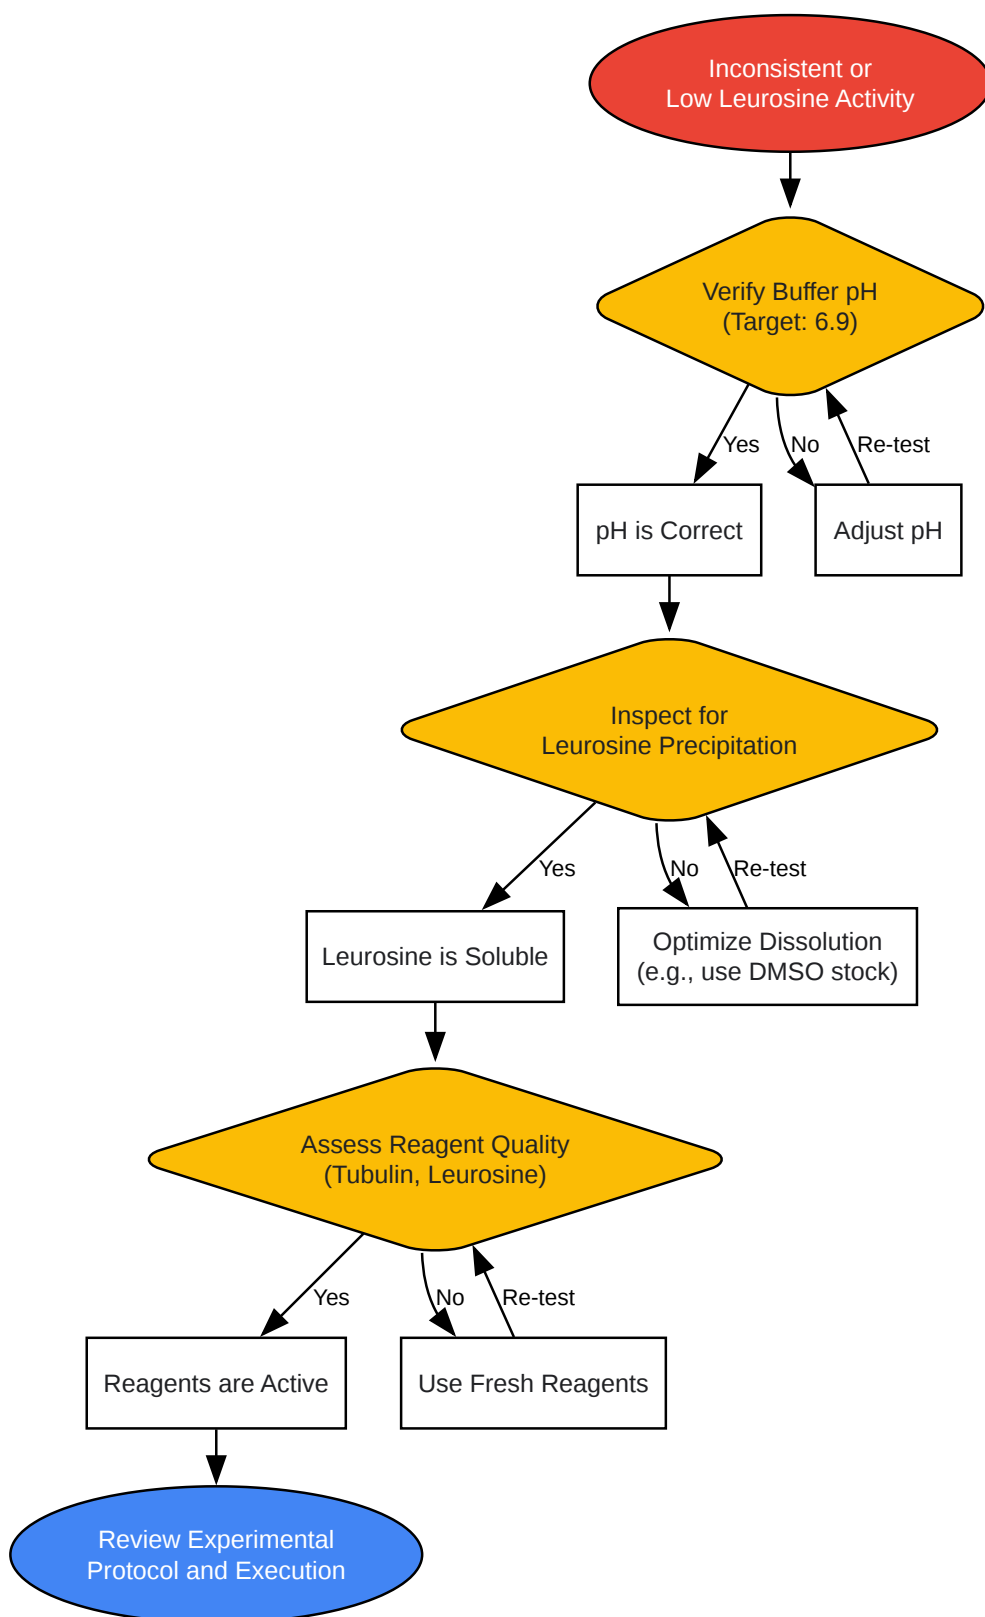 Inconsistent or
Low Leurosine Activity
Verify Buffer pH
(Target: 6.9)
Yes
No
Re-test
pH is Correct
Adjust pH
Inspect for
Leurosine Precipitation
Yes
No
Re-test
Leurosine is Soluble
Optimize Dissolution
(e.g., use DMSO stock)
Assess Reagent Quality
(Tubulin, Leurosine)
Yes
No
Re-test
Reagents are Active
Use Fresh Reagents
Review Experimental
Protocol and Execution